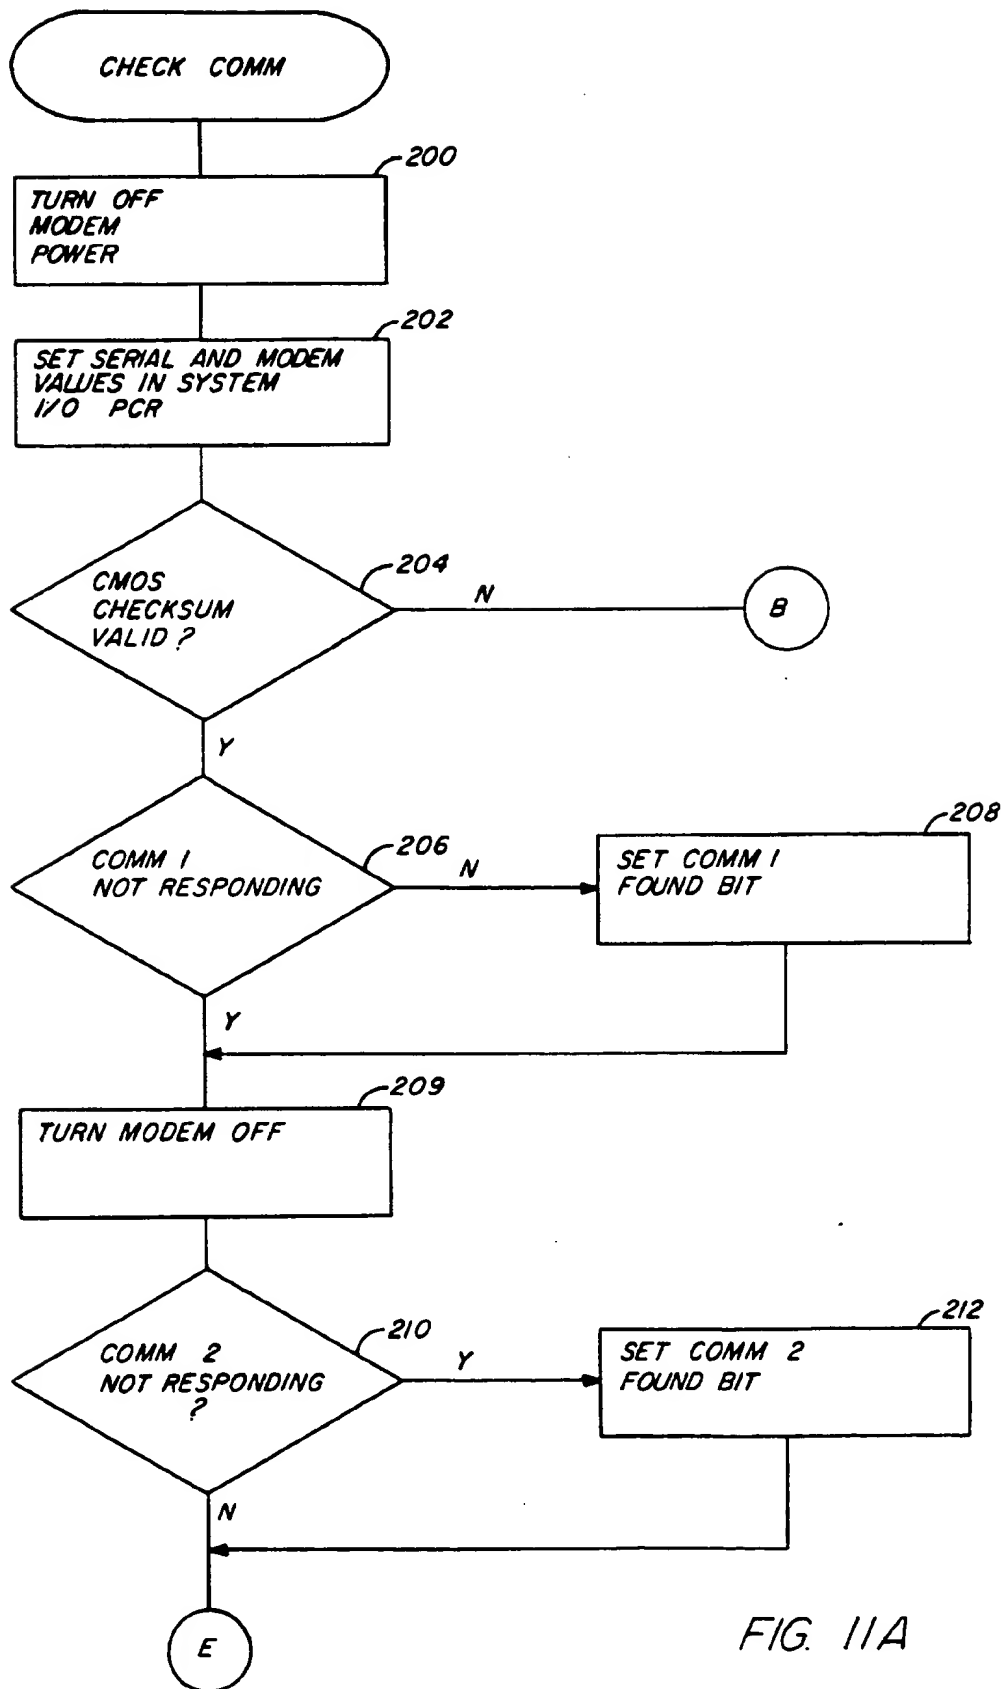 CHECK COMM
200
TURN OFF
MODEM
POWER
202
SET SERIAL AND MODEM
VALUES IN SYSTEM
I/O PCR
204
CMOS
CHECKSUM
VALID ?
N
B
Y
206
COMM 1
NOT RESPONDING
N
208
SET COMM 1
FOUND BIT
Y
209
TURN MODEM OFF
210
COMM 2
NOT RESPONDING
?
Y
212
SET COMM 2
FOUND BIT
N
E
FIG. 11A